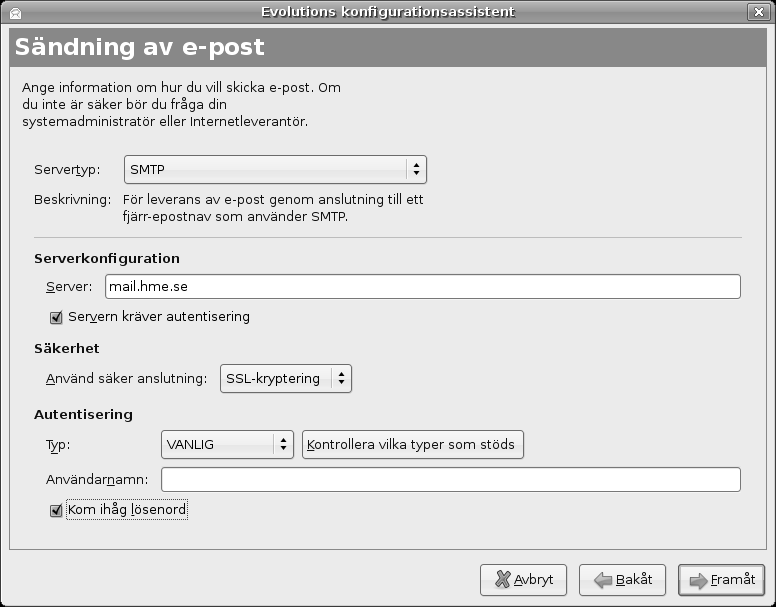 Evolutions konfigurationsassistent
Sändning av e-post
Ange information om hur du vill skicka e-post. Om
du inte är säker bör du fråga din
systemadministratör eller Internetleverantör.
Servertyp: SMTP
Beskrivning: För leverans av e-post genom anslutning till ett
fjärr-epostnav som använder SMTP.
Serverkonfiguration
Server: mail.hme.se
Servern kräver autentisering
Säkerhet
Använd säker anslutning: SSL-kryptering
Autentisering
Typ: VANLIG Kontrollera vilka typer som stöds
Användarnamn:
Kom ihåg lösenord
Avbryt Bakåt Framåt